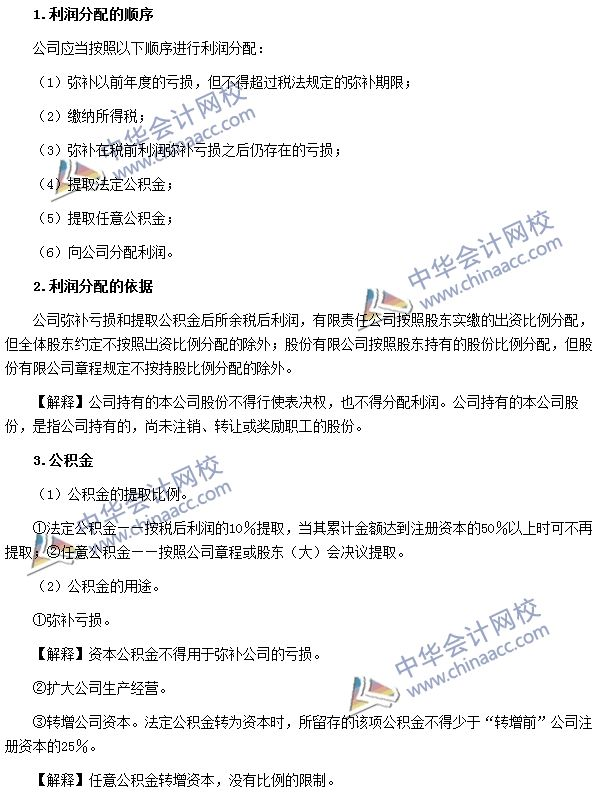 1.利润分配的顺序
公司应当按照以下顺序进行利润分配：
（1）弥补以前年度的亏损，但不得超过税法规定的弥补期限；
（2）缴纳所得税；
（3）弥补在税前利润弥补亏损之后仍存在的亏损；
（4）提取法定公积金；
（5）提取任意公积金；
（6）向公司分配利润。
中华会计网校
www.chinaacc.com
2.利润分配的依据
中华会计网校
www.chinaacc.com
公司弥补亏损和提取公积金后所余税后利润，有限责任公司按照股东实缴的出资比例分配，
但全体股东约定不按照出资比例分配的除外；股份有限公司按照股东持有的股份比例分配，但股
份有限公司章程规定不按持股比例分配的除外。
【解释】公司持有的本公司股份不得行使表决权，也不得分配利润。公司持有的本公司股
份，是指公司持有的，尚未注销、转让或奖励职工的股份。
3.公积金
（1）公积金的提取比例。
①法定公积金——按税后利润的10％提取，当其累计金额达到注册资本的50％以上时可不再
提取；②任意公积金——按照公司章程或股东（大）会决议提取。
中华会计网校
www.chinaacc.com
（2）公积金的用途。
①弥补亏损。
【解释】资本公积金不得用于弥补公司的亏损。
②扩大公司生产经营。
中华会计网校
www.chinaacc.com
③转增公司资本。法定公积金转为资本时，所留存的该项公积金不得少于“转增前”公司注
册资本的25％。
【解释】任意公积金转增资本，没有比例的限制。